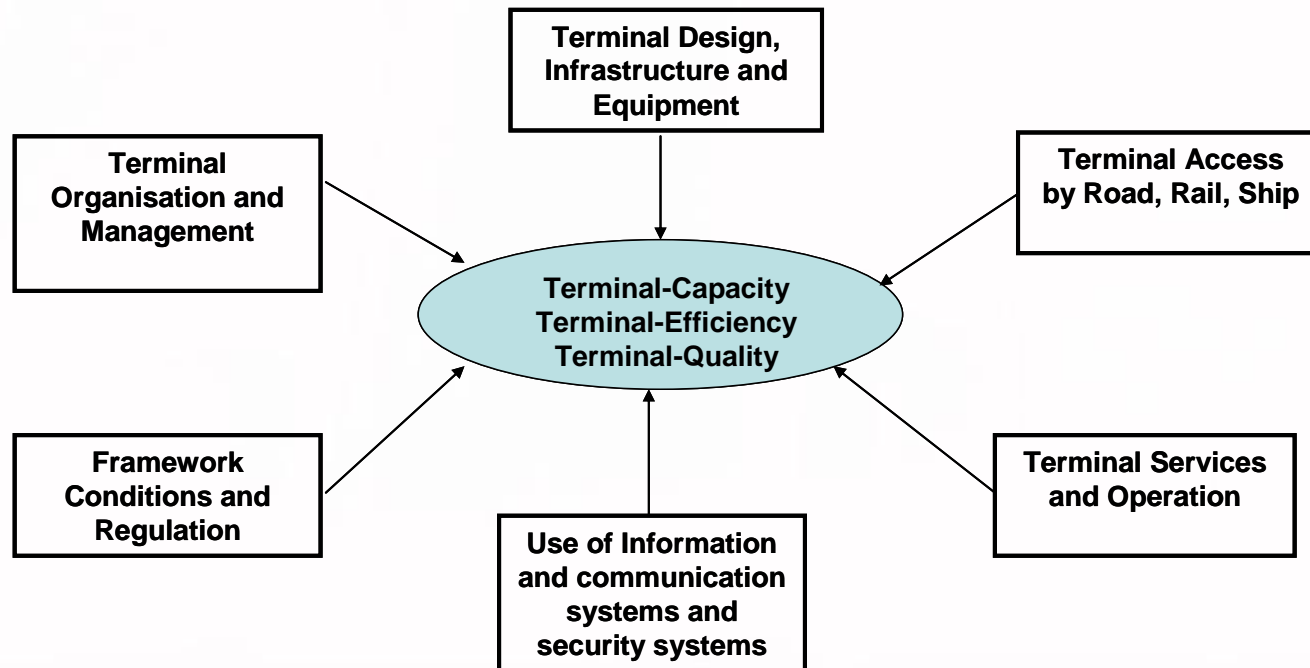 Terminal Design,
Infrastructure and
Equipment
Terminal
Organisation and
Management
Terminal Access
by Road, Rail, Ship
Terminal-Capacity
Terminal-Efficiency
Terminal-Quality
Framework
Conditions and
Regulation
Terminal Services
and Operation
Use of Information
and communication
systems and
security systems